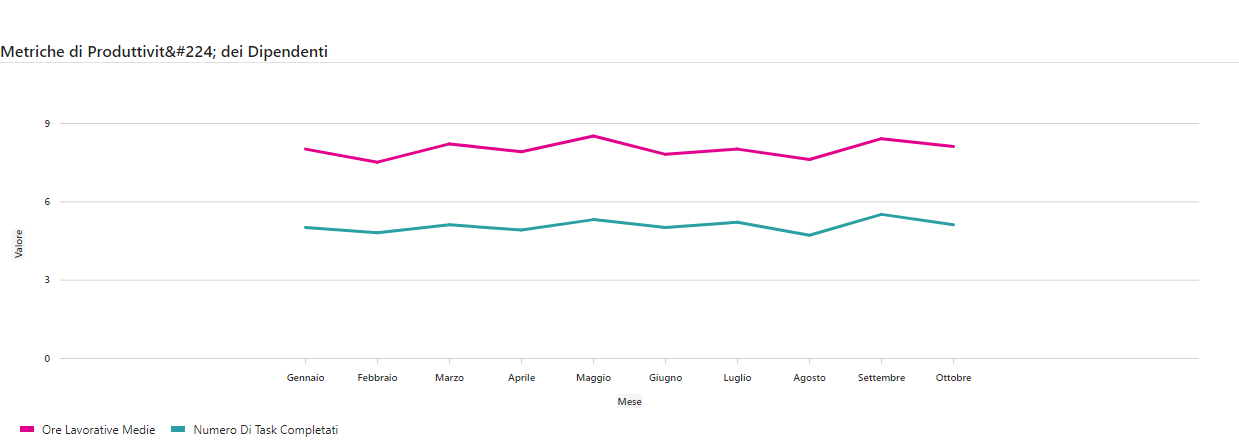 Metriche di Produttivit&#224; dei Dipendenti
9
6
3
0
Valore
Gennaio Febbraio Marzo Aprile Maggio Giugno Luglio Agosto Settembre Ottobre
Mese
Ore Lavorative Medie Numero Di Task Completati